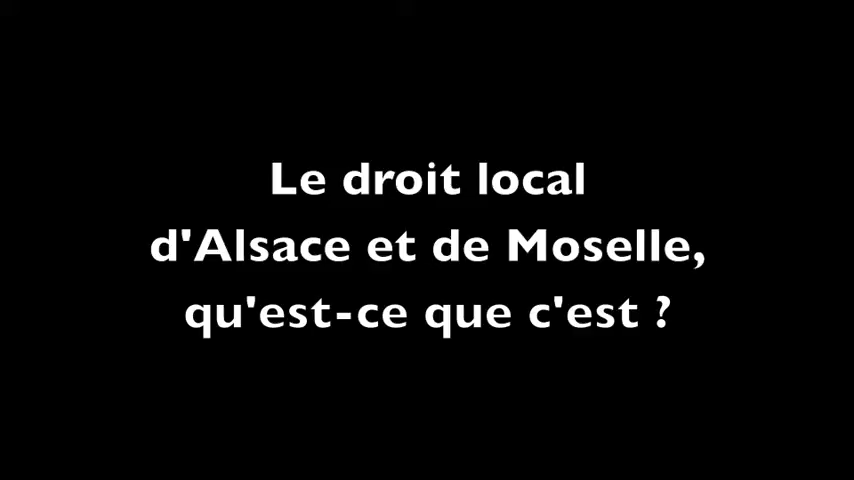 Le droit local
d'Alsace et de Moselle,
qu'est-ce que c'est ?